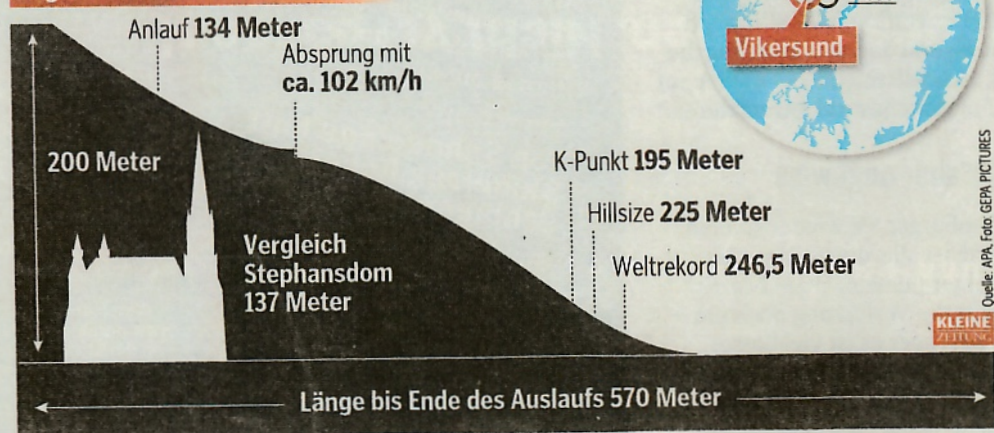 Anlauf 134 Meter
Absprung mit
ca. 102 km/h
Vikersund
200 Meter
K-Punkt 195 Meter
Hillsize 225 Meter
Weltrekord 246,5 Meter
Vergleich
Stephansdom
137 Meter
Länge bis Ende des Auslaufs 570 Meter
Quelle: APA, Foto: GEPA PICTURES
KLEINE
ZEITUNG